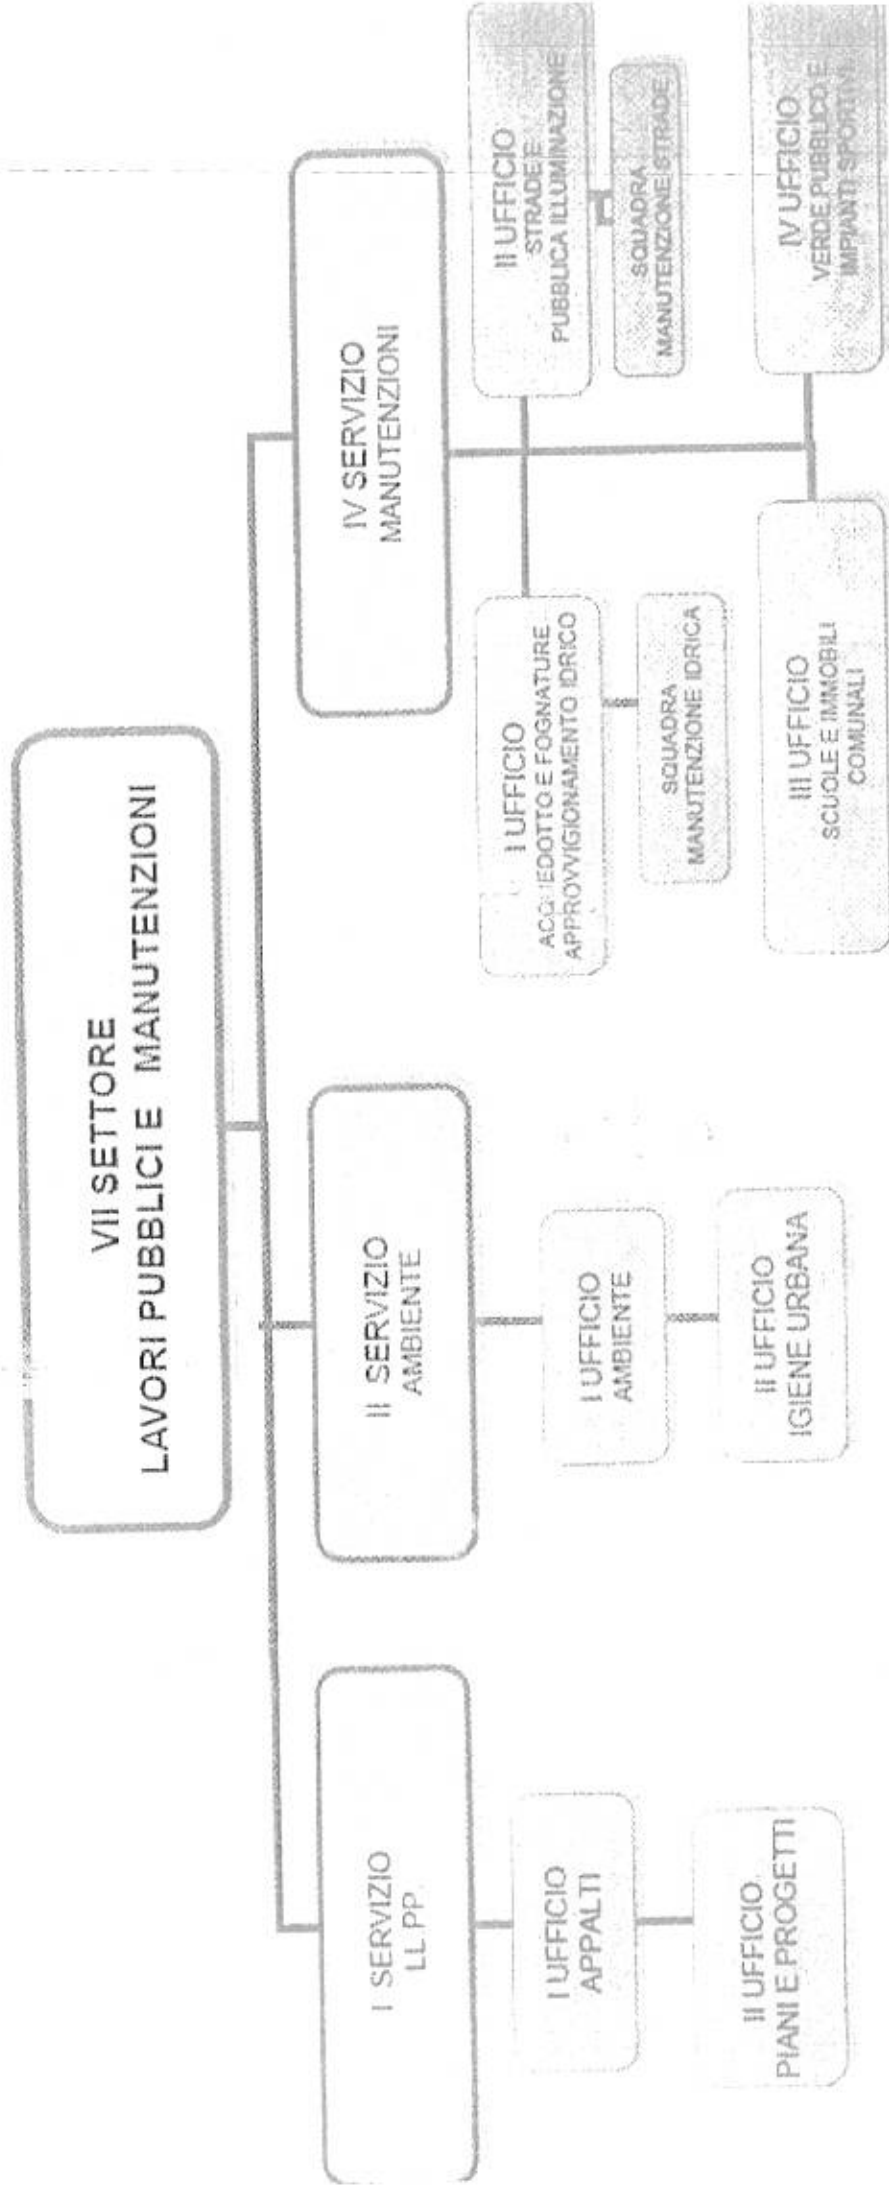 VII SETTORE
LAVORI PUBBLICI E MANUTENZIONI
I SERVIZIO
LL.PP
I UFFICIO
APPALTI
II UFFICIO
PIANI E PROGETTI
II SERVIZIO
AMBIENTE
I UFFICIO
AMBIENTE
II UFFICIO
IGIENE URBANA
IV SERVIZIO
MANUTENZIONI
I UFFICIO
ACQUEDOTTO E FOGNATURE
APPROVVIGIONAMENTO IDRICO
SQUADRA
MANUTENZIONE IDRICA
II UFFICIO
STRADE E
PUBBLICA ILLUMINAZIONE
SQUADRA
MANUTENZIONE STRADE
III UFFICIO
SCUOLE E IMMOBILI
COMUNALI
IV UFFICIO
VERDE PUBBLICO E
IMPIANTI SPORTIVI